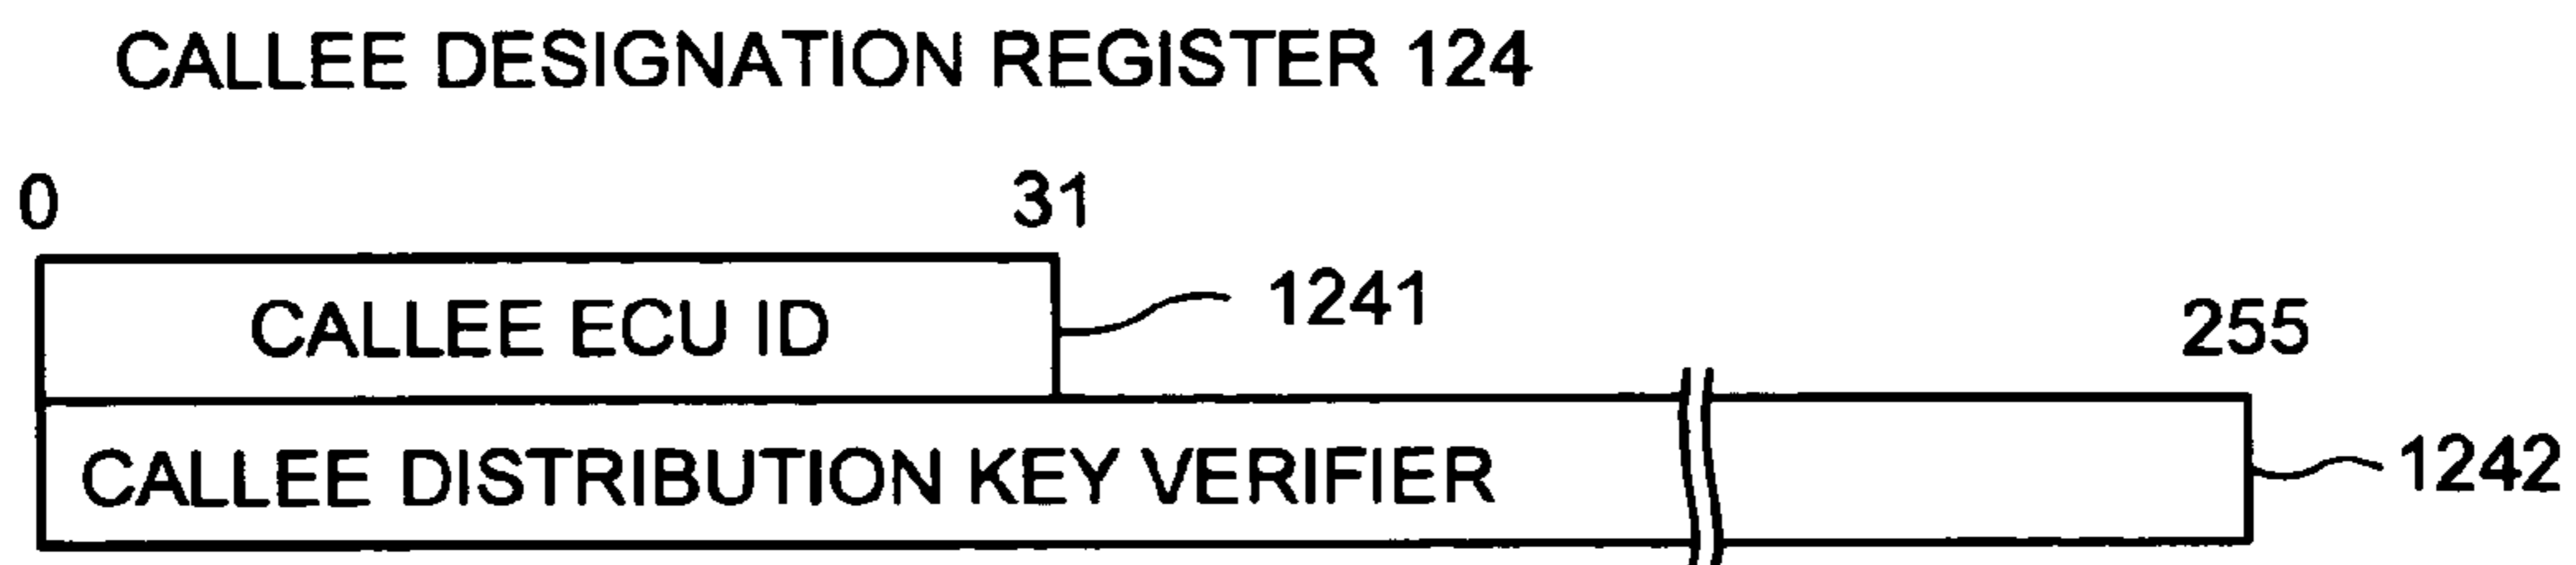 CALLEE DESIGNATION REGISTER 124
0 31
CALLEE ECU ID 1241
255
CALLEE DISTRIBUTION KEY VERIFIER 1242